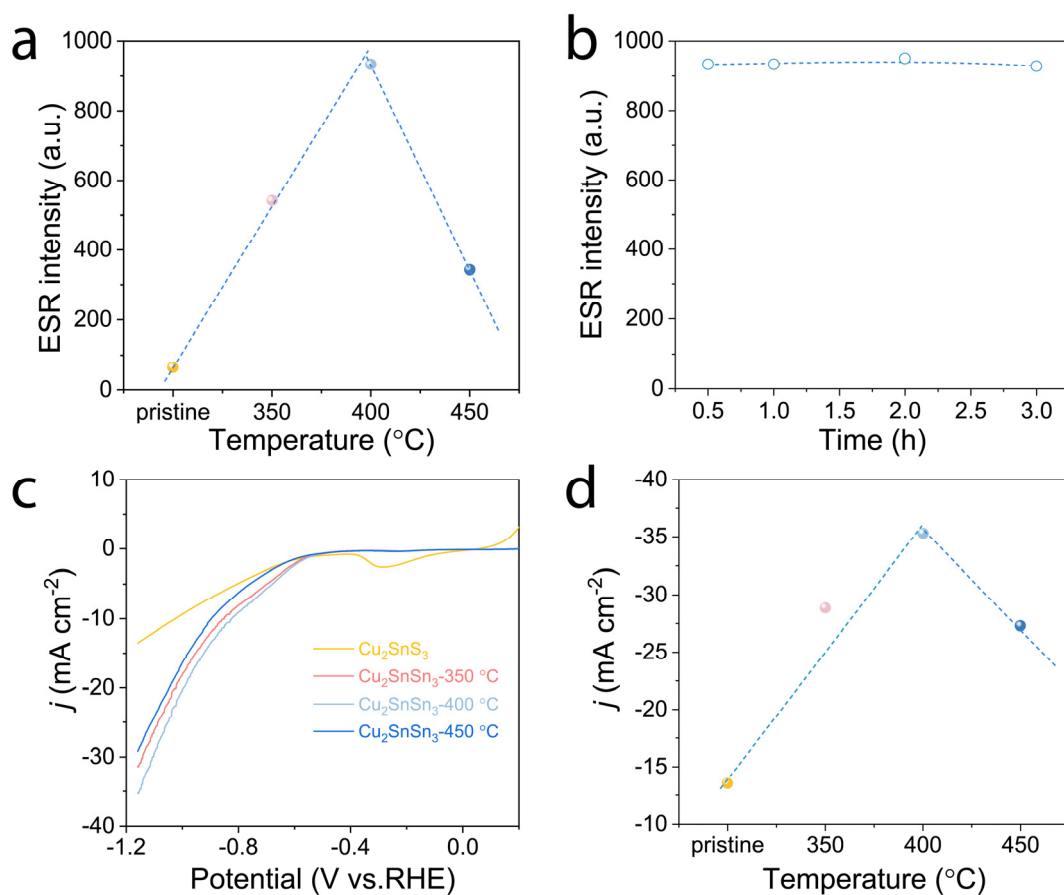 a
1000
800
600
400
200
0
ESR intensity (a.u.)
pristine 350 400 450
Temperature (°C)
b
1000
800
600
400
200
0
ESR intensity (a.u.)
0.5 1.0 1.5 2.0 2.5 3.0
Time (h)
c
10
0
-10
-20
-30
-40
j (mA cm⁻²)
Cu₂SnS₃
Cu₂SnSn₃-350 °C
Cu₂SnSn₃-400 °C
Cu₂SnSn₃-450 °C
-1.2 -0.8 -0.4 0.0
Potential (V vs.RHE)
d
-40
-35
-30
-25
-20
-15
-10
j (mA cm⁻²)
pristine 350 400 450
Temperature (°C)